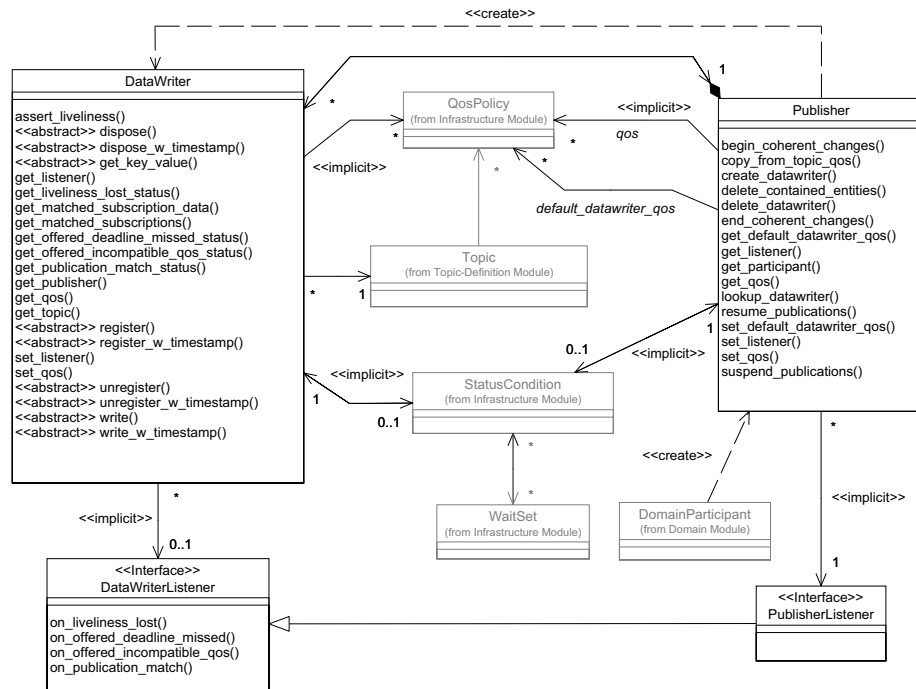 <<create>>
DataWriter
assert_liveliness()
<<abstract>> dispose()
<<abstract>> dispose_w_timestamp()
<<abstract>> get_key_value()
get_listener()
get_liveliness_lost_status()
get_matched_subscription_data()
get_matched_subscriptions()
get_offered_deadline_missed_status()
get_offered_incompatible_qos_status()
get_publication_match_status()
get_publisher()
get_qos()
get_topic()
<<abstract>> register()
<<abstract>> register_w_timestamp()
set_listener()
set_qos()
<<abstract>> unregister()
<<abstract>> unregister_w_timestamp()
<<abstract>> write()
<<abstract>> write_w_timestamp()
*
1
QosPolicy
(from Infrastructure Module)
*
*
*
*
<<implicit>>
<<implicit>>
qos
default_datawriter_qos
Publisher
begin_coherent_changes()
copy_from_topic_qos()
create_datawriter()
delete_contained_entities()
delete_datawriter()
end_coherent_changes()
get_default_datawriter_qos()
get_listener()
get_participant()
get_qos()
lookup_datawriter()
resume_publications()
set_default_datawriter_qos()
set_listener()
set_qos()
suspend_publications()
Topic
(from Topic-Definition Module)
*
1
1
0..1
<<implicit>>
<<implicit>>
1
0..1
StatusCondition
(from Infrastructure Module)
*
*
WaitSet
(from Infrastructure Module)
<<create>>
DomainParticipant
(from Domain Module)
*
<<implicit>>
0..1
*
<<implicit>>
1
<<Interface>>
DataWriterListener
on_liveliness_lost()
on_offered_deadline_missed()
on_offered_incompatible_qos()
on_publication_match()
<<Interface>>
PublisherListener